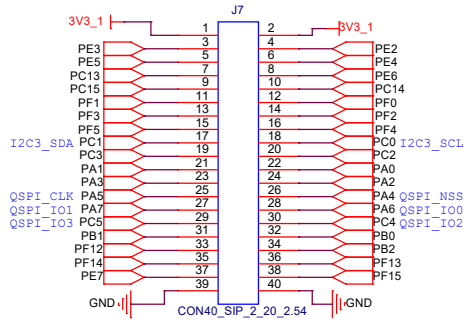 J7
3V3_1 1 2 3V3_1
PE3 3 4 PE2
PE5 5 6 PE4
PC13 7 8 PE6
PC15 9 10 PC14
PF1 11 12 PF0
PF3 13 14 PF2
PF5 15 16 PF4
I2C3_SDA PC1 17 18 PC0 I2C3_SCL
PC3 19 20 PC2
PA1 21 22 PA0
PA3 23 24 PA2
QSPI_CLK PA5 25 26 PA4 QSPI_NSS
QSPI_IO1 PA7 27 28 PA6 QSPI_IO0
QSPI_IO3 PC5 29 30 PC4 QSPI_IO2
PB1 31 32 PB0
PF12 33 34 PB2
PF14 35 36 PF13
PE7 37 38 PF15
39 40
GND GND
CON40_SIP_2_20_2.54